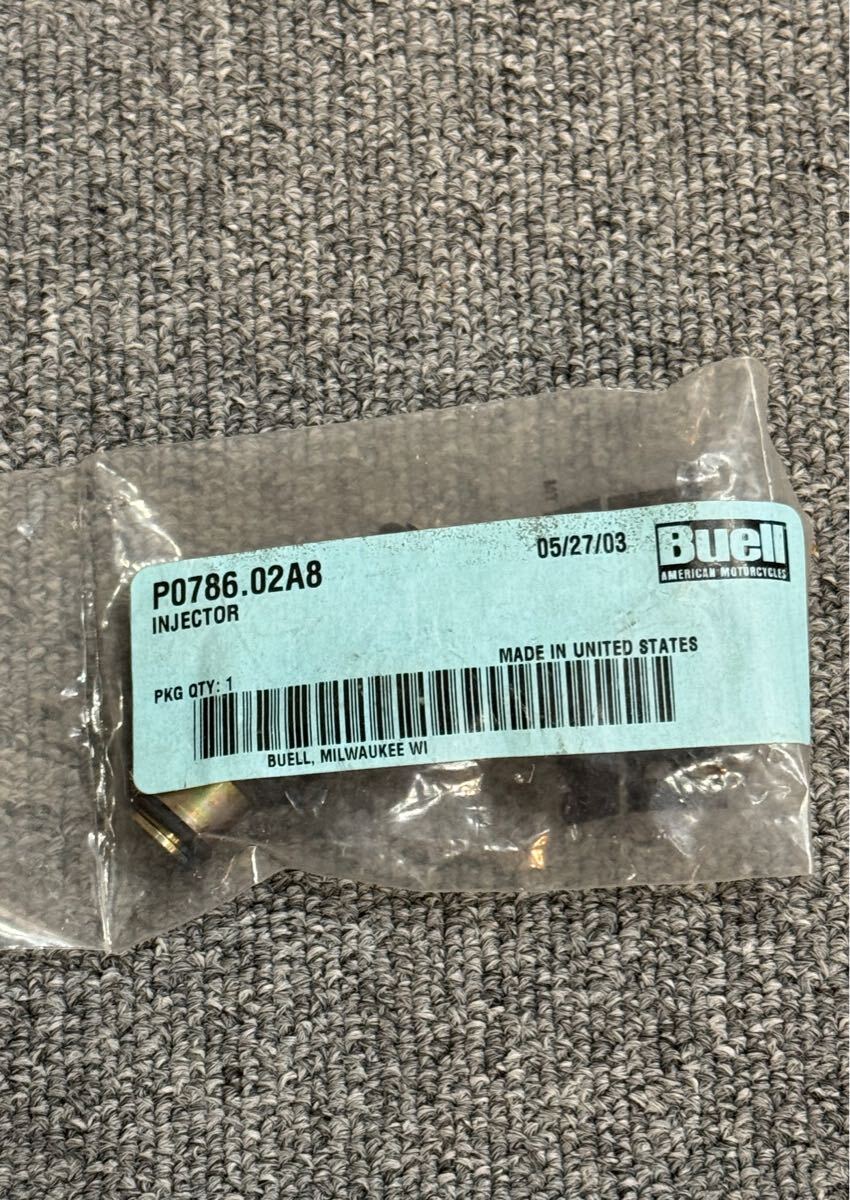 P0786.02A8
INJECTOR
05/27/03
Buell
AMERICAN MOTORCYCLES
MADE IN UNITED STATES
PKG QTY: 1
BUELL, MILWAUKEE WI